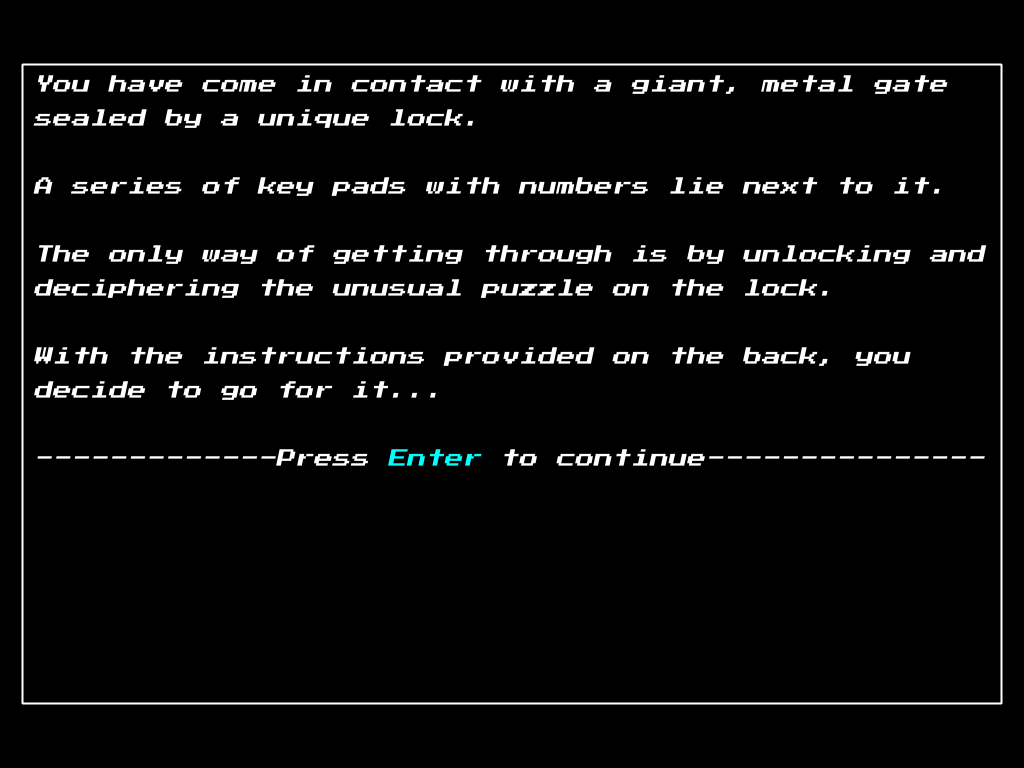 You have come in contact with a giant, metal gate
sealed by a unique lock.
A series of key pads with numbers lie next to it.
The only way of getting through is by unlocking and
deciphering the unusual puzzle on the lock.
With the instructions provided on the back, you
decide to go for it...
-------------Press Enter to continue---------------